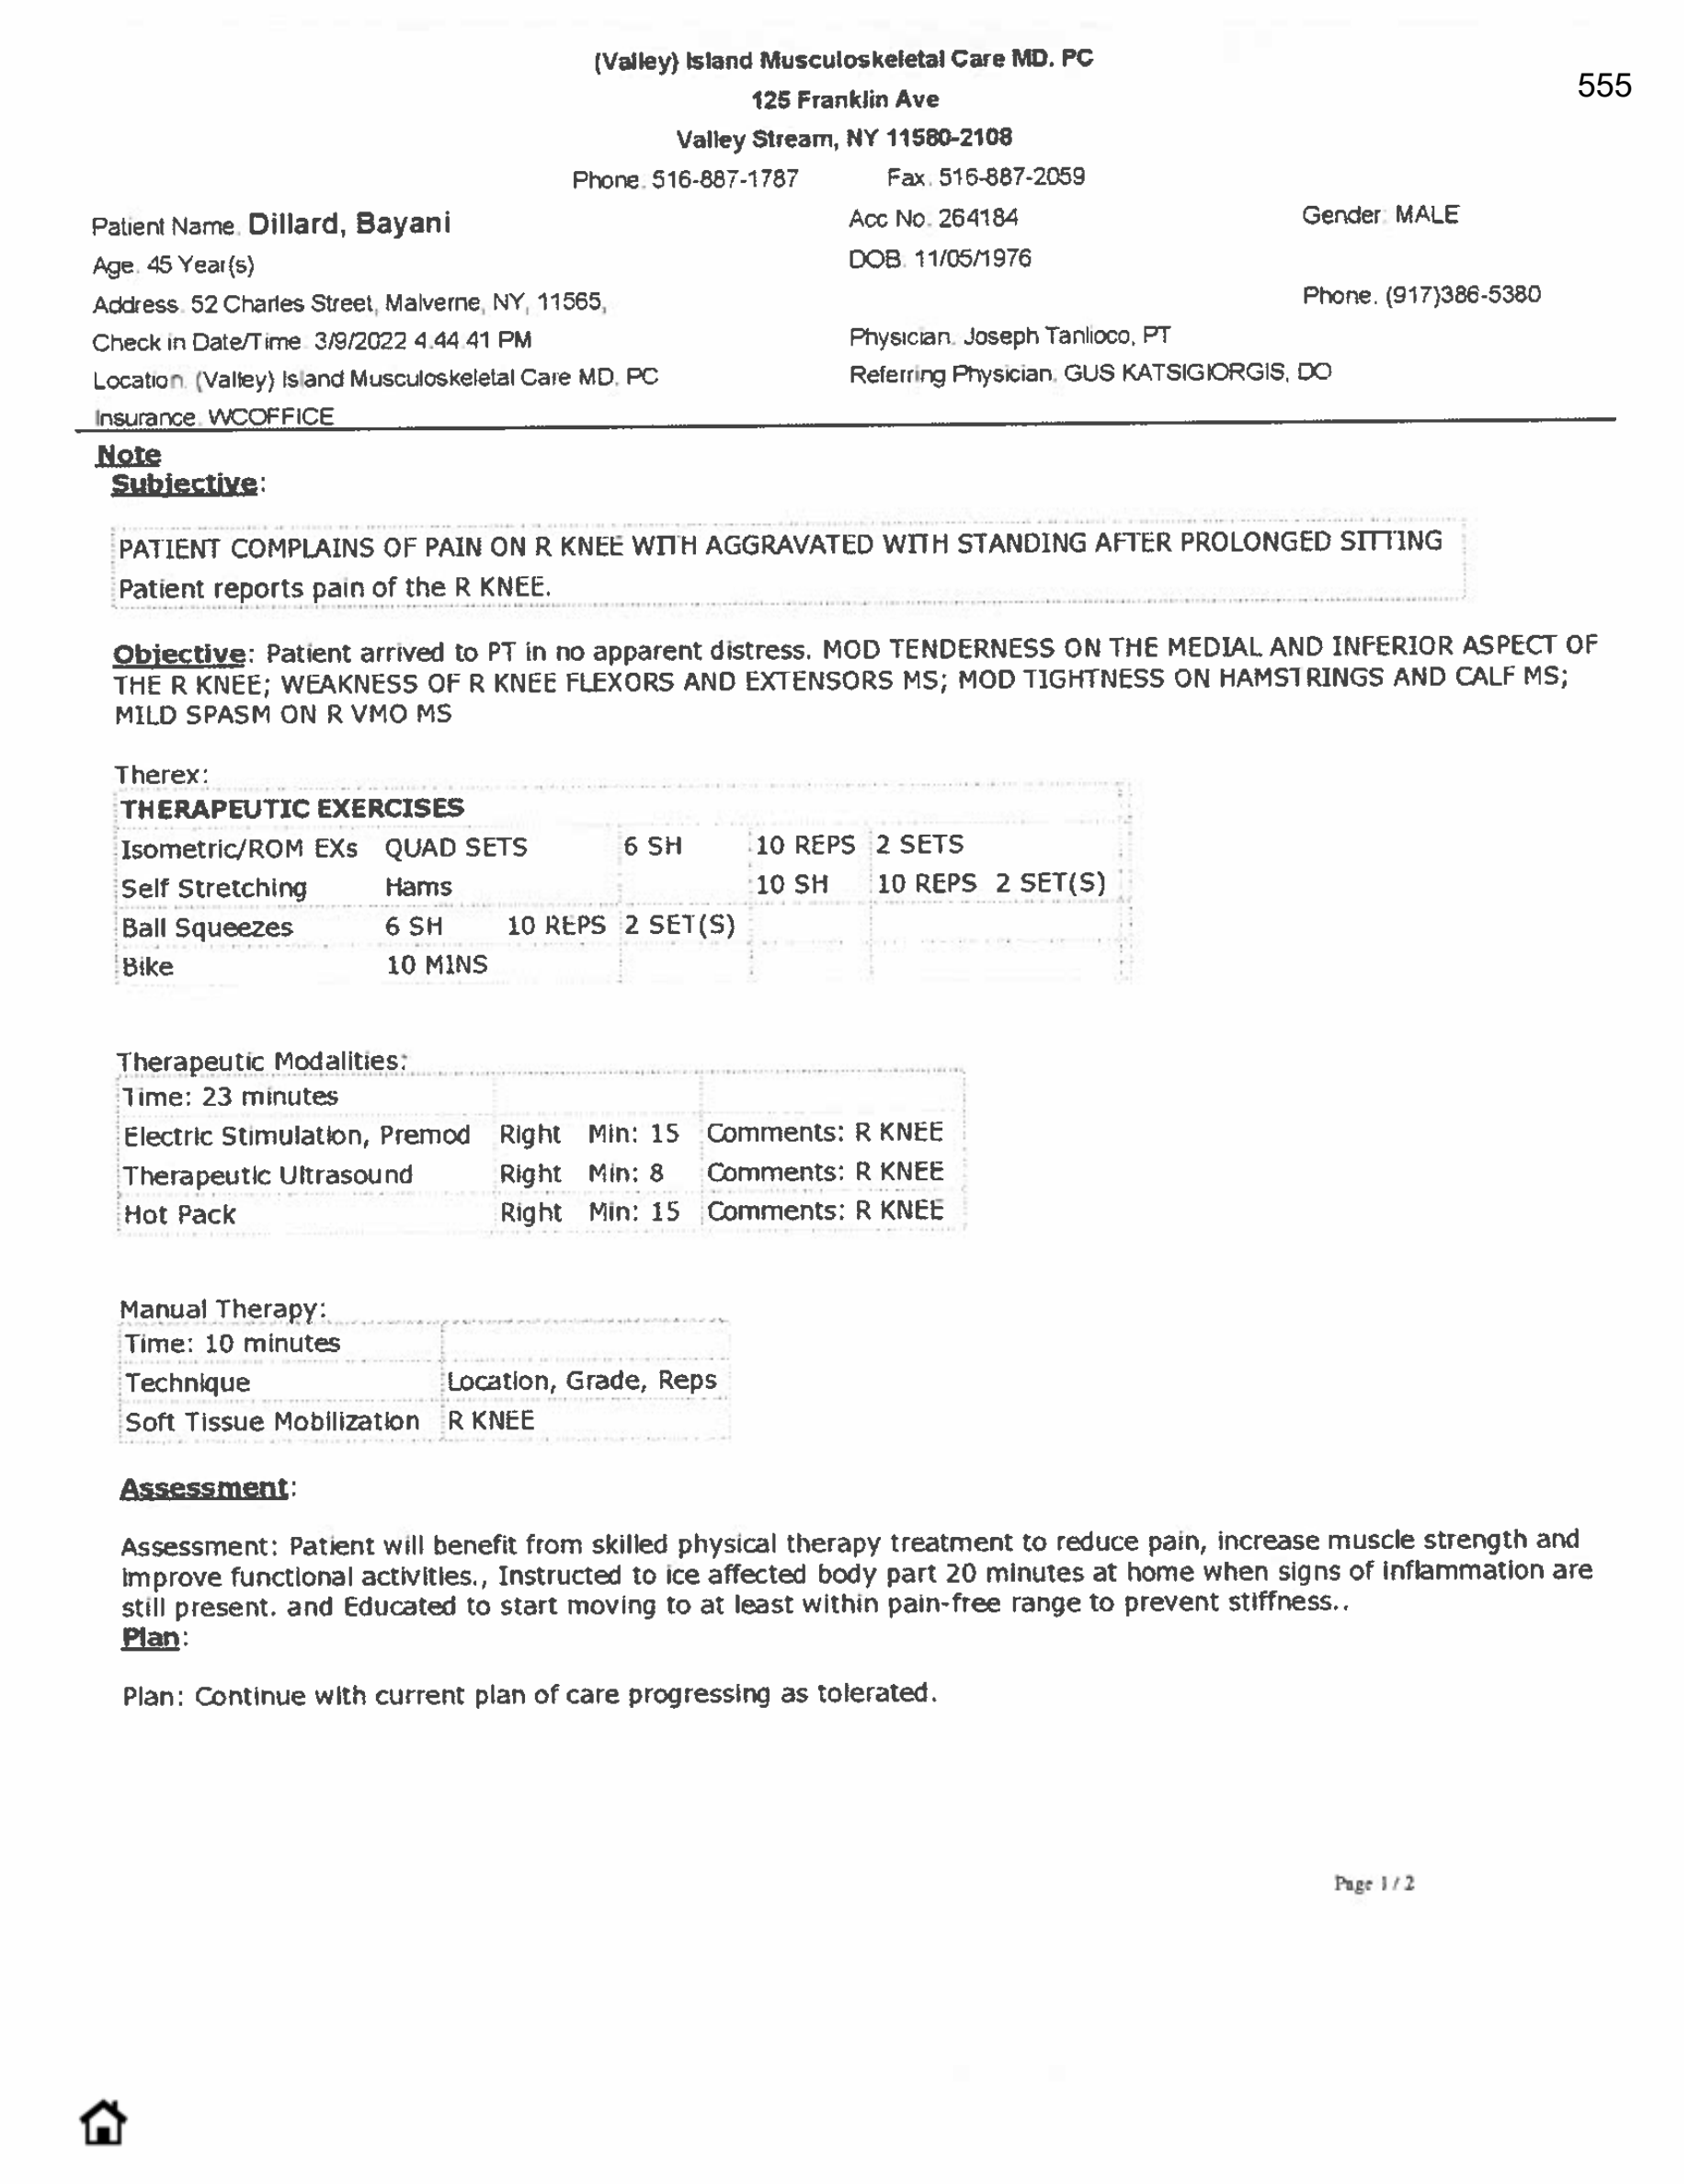 (Valley) Island Musculoskeletal Care MD. PC
555
125 Franklin Ave
Valley Stream, NY 11580-2108
Phone. 516-887-1787 Fax. 516-887-2059
Patient Name. Dillard, Bayani Acc No. 264184 Gender: MALE
Age. 45 Year(s) DOB. 11/05/1976
Address. 52 Charles Street, Malverne, NY, 11565, Phone. (917)386-5380
Check in Date/Time 3/9/2022 4.44.41 PM Physician. Joseph Tanlioco, PT
Location. (Valley) Island Musculoskeletal Care MD, PC Referring Physician. GUS KATSIGIORGIS, DO
Insurance. WCOFFICE
Note
Subjective:
PATIENT COMPLAINS OF PAIN ON R KNEE WITH AGGRAVATED WITH STANDING AFTER PROLONGED SITTING
Patient reports pain of the R KNEE.
Objective: Patient arrived to PT in no apparent distress. MOD TENDERNESS ON THE MEDIAL AND INFERIOR ASPECT OF
THE R KNEE; WEAKNESS OF R KNEE FLEXORS AND EXTENSORS MS; MOD TIGHTNESS ON HAMSTRINGS AND CALF MS;
MILD SPASM ON R VMO MS
Therex:
THERAPEUTIC EXERCISES
Isometric/ROM EXs QUAD SETS 6 SH 10 REPS 2 SETS
Self Stretching Hams 10 SH 10 REPS 2 SET(S)
Ball Squeezes 6 SH 10 REPS 2 SET(S)
Bike 10 MINS
Therapeutic Modalities:
Time: 23 minutes
Electric Stimulation, Premod Right Min: 15 Comments: R KNEE
Therapeutic Ultrasound Right Min: 8 Comments: R KNEE
Hot Pack Right Min: 15 Comments: R KNEE
Manual Therapy:
Time: 10 minutes
Technique Location, Grade, Reps
Soft Tissue Mobilization R KNEE
Assessment:
Assessment: Patient will benefit from skilled physical therapy treatment to reduce pain, increase muscle strength and
improve functional activities., Instructed to ice affected body part 20 minutes at home when signs of inflammation are
still present. and Educated to start moving to at least within pain-free range to prevent stiffness..
Plan:
Plan: Continue with current plan of care progressing as tolerated.
Page 1 / 2